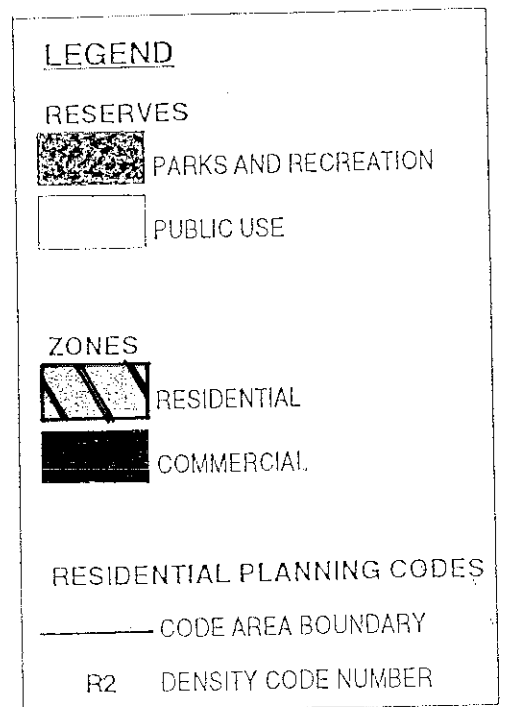 LEGEND
RESERVES
PARKS AND RECREATION
PUBLIC USE
ZONES
RESIDENTIAL
COMMERCIAL
RESIDENTIAL PLANNING CODES
CODE AREA BOUNDARY
R2 DENSITY CODE NUMBER